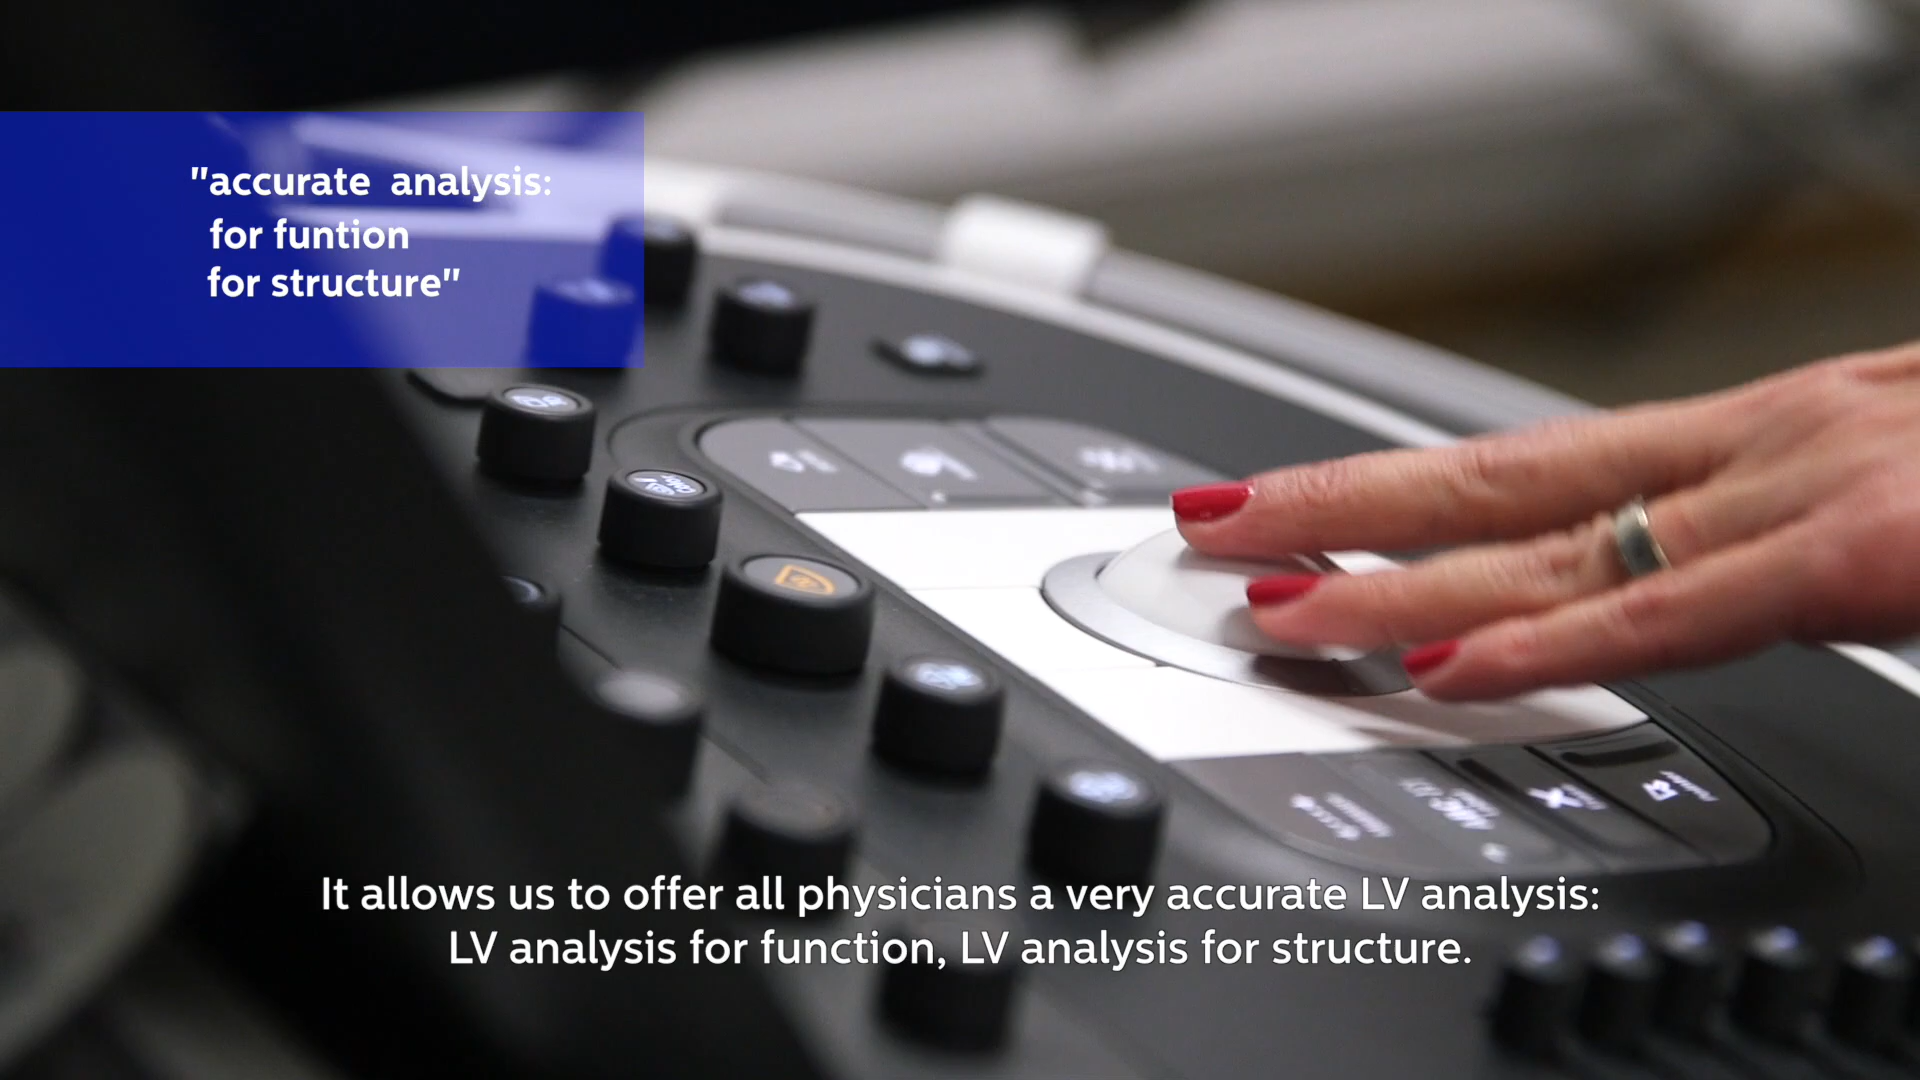 "accurate analysis:
for funtion
for structure"
It allows us to offer all physicians a very accurate LV analysis:
LV analysis for function, LV analysis for structure.